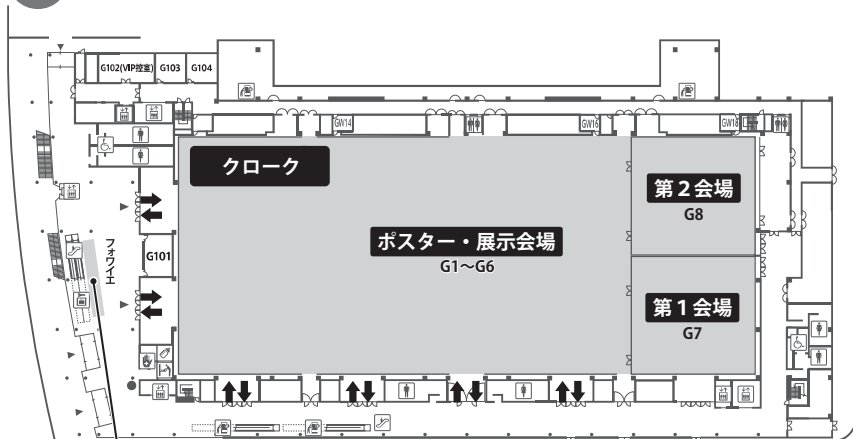 G102(VIP控室) G103 G104
GW14 GW16 GW18
クローク
第2会場
G8
ポスター・展示会場
G1～G6
フォワイエ
G101
第1会場
G7